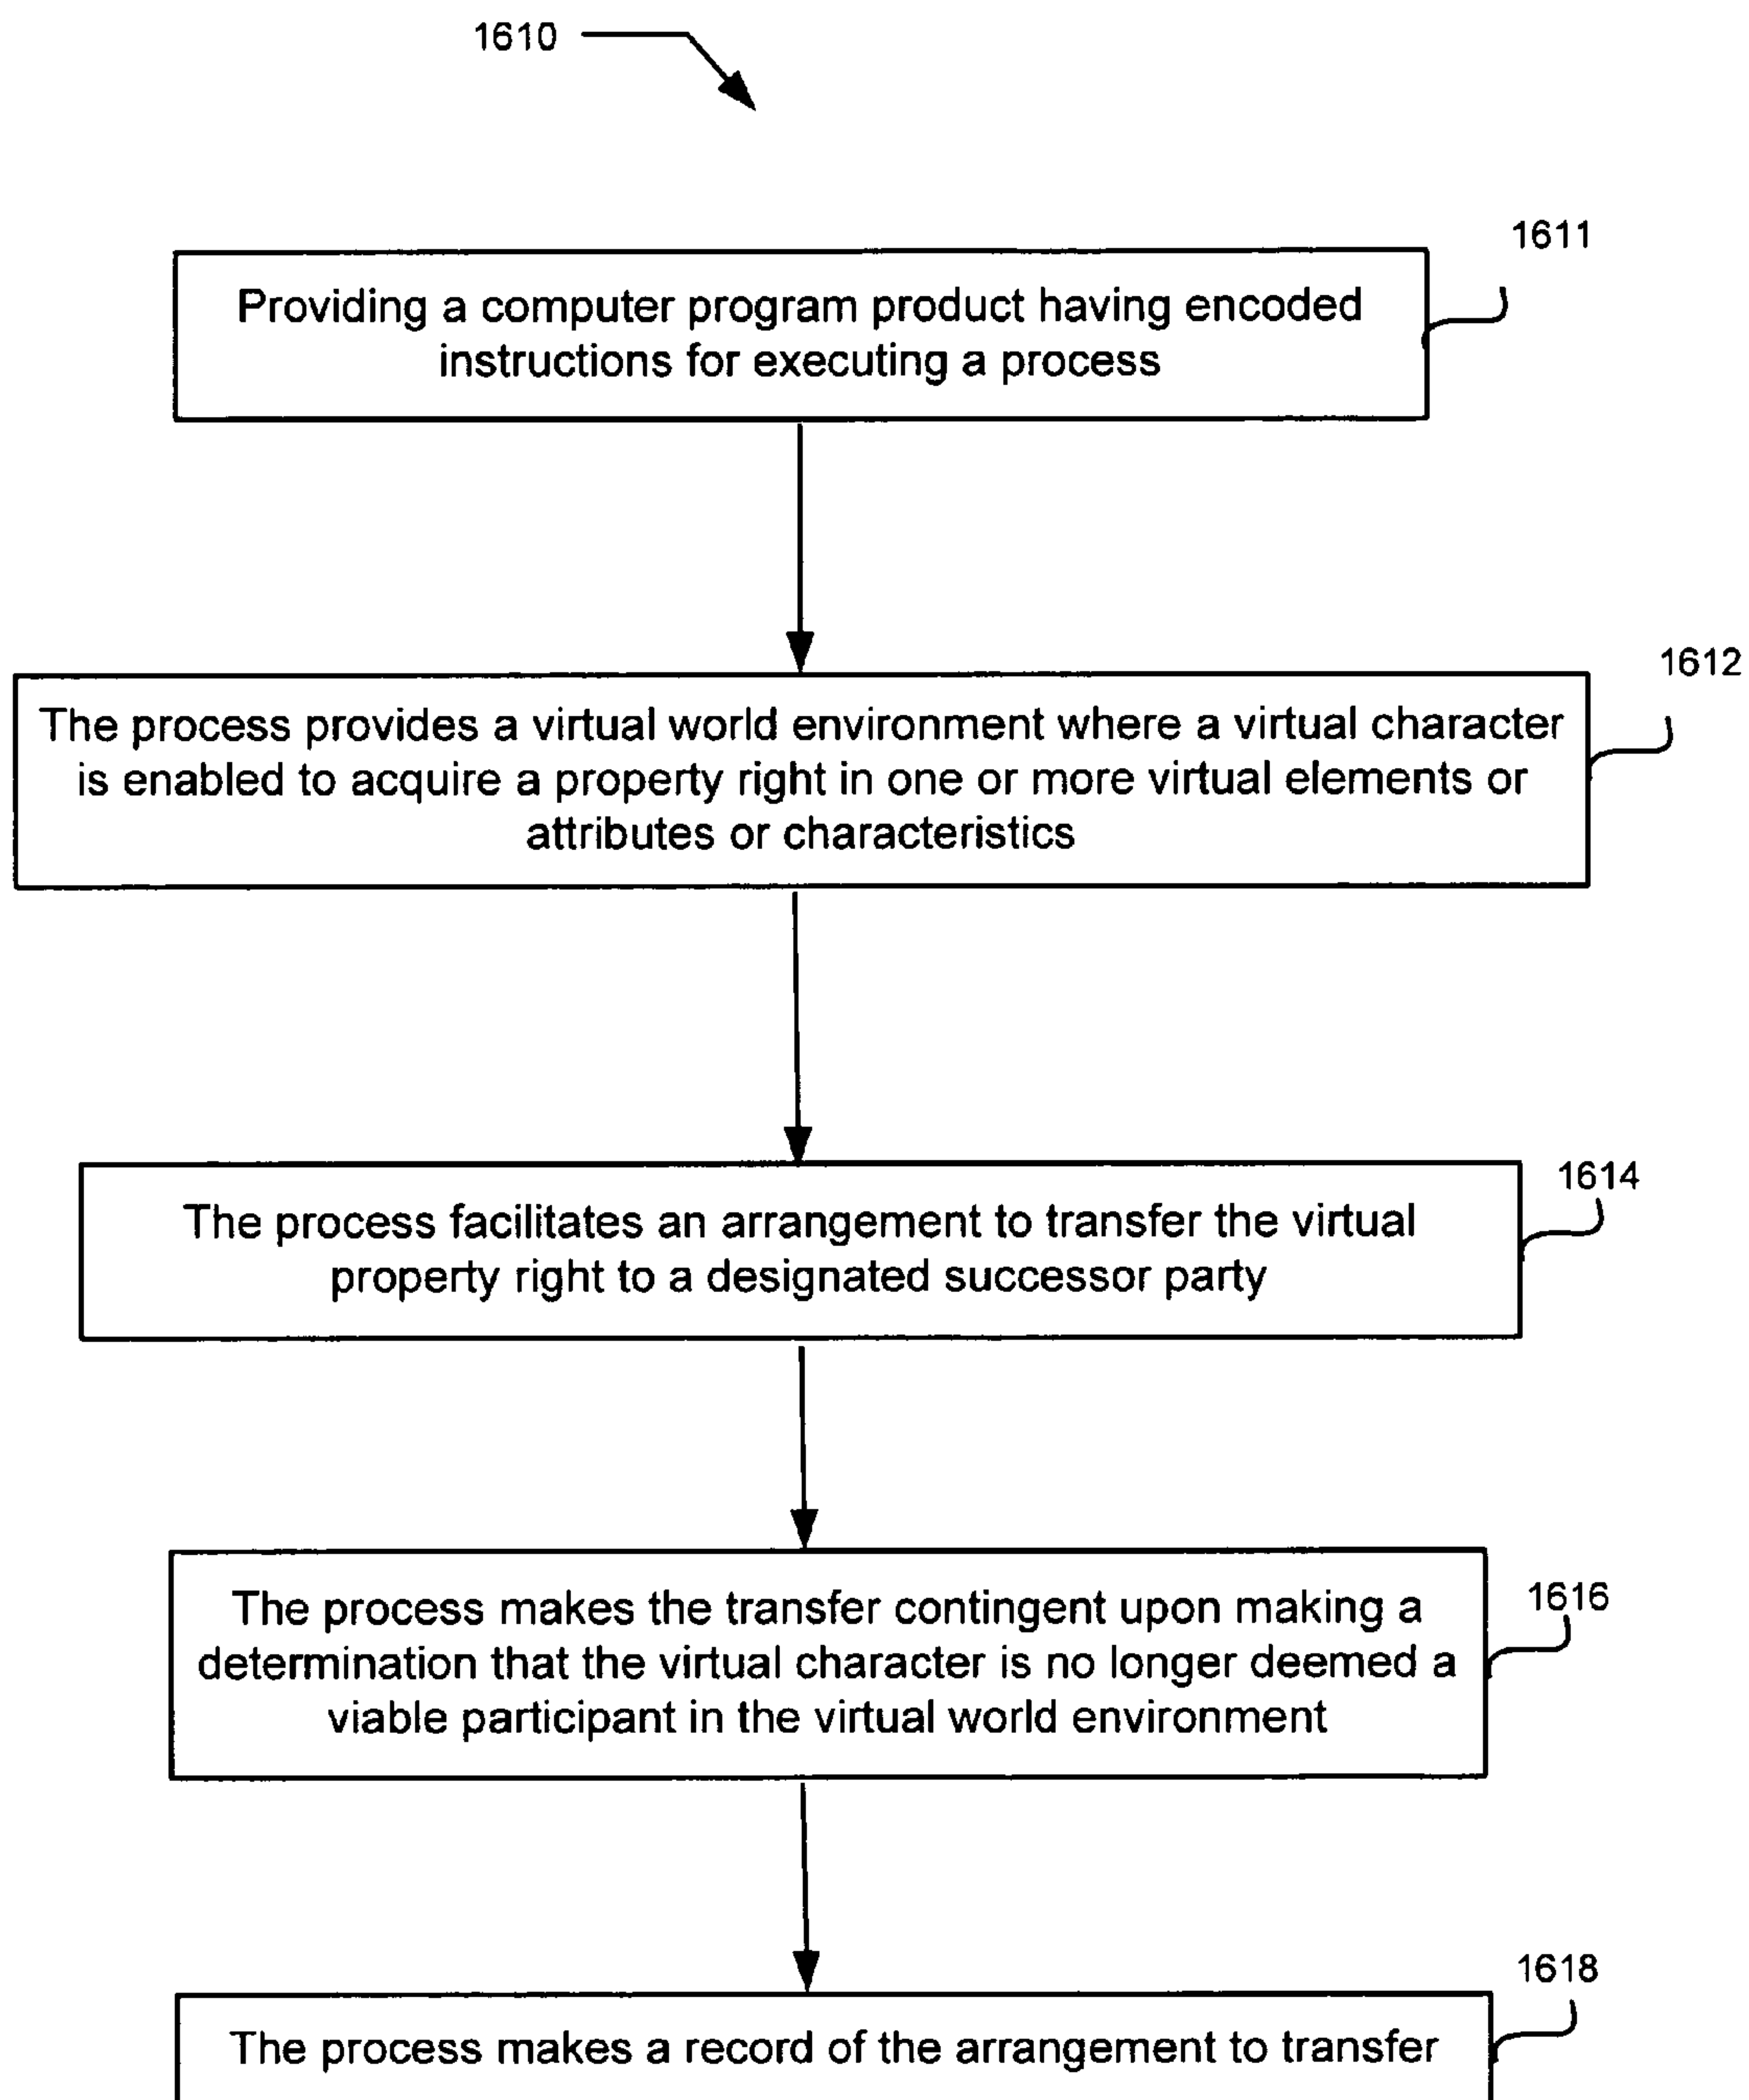 1610
1611
Providing a computer program product having encoded
instructions for executing a process
1612
The process provides a virtual world environment where a virtual character
is enabled to acquire a property right in one or more virtual elements or
attributes or characteristics
1614
The process facilitates an arrangement to transfer the virtual
property right to a designated successor party
1616
The process makes the transfer contingent upon making a
determination that the virtual character is no longer deemed a
viable participant in the virtual world environment
1618
The process makes a record of the arrangement to transfer